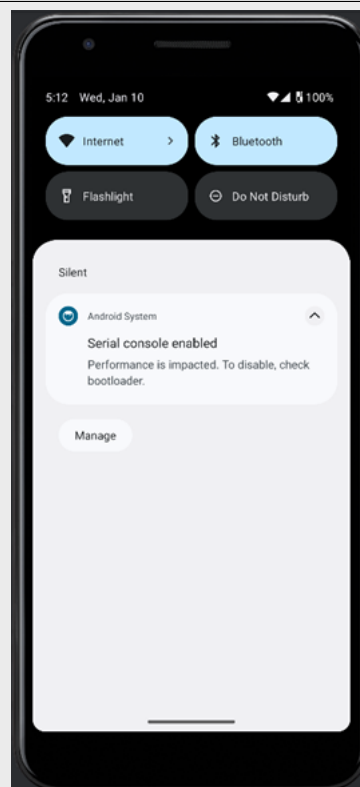 5:12 Wed, Jan 10 100%
Internet Bluetooth
Flashlight Do Not Disturb
Silent
Android System
Serial console enabled
Performance is impacted. To disable, check
bootloader.
Manage